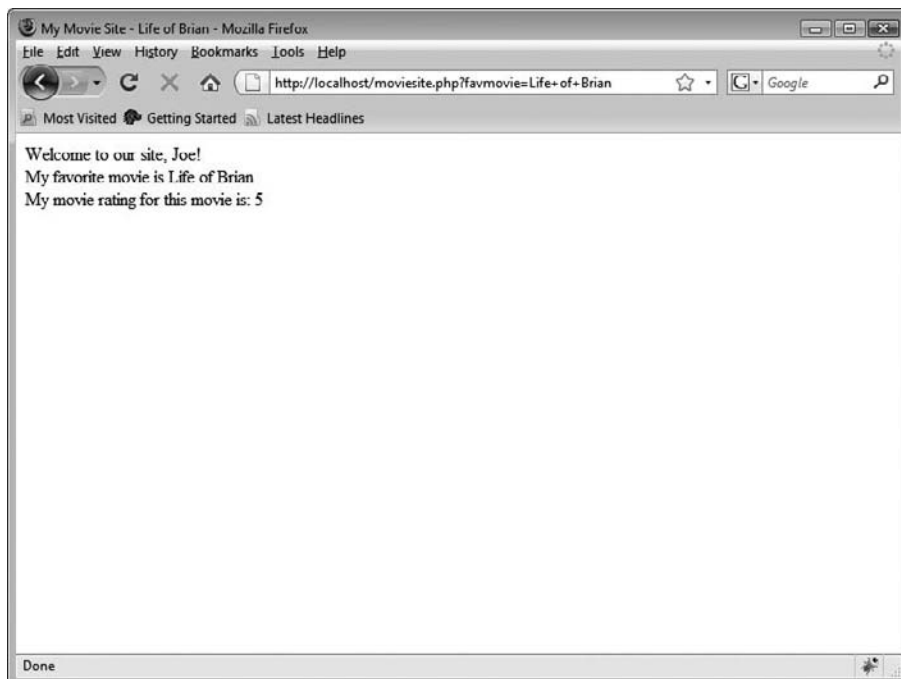 My Movie Site - Life of Brian - Mozilla Firefox
File Edit View History Bookmarks Tools Help
http://localhost/moviesite.php?favmovie=Life+of+Brian
G Google
Most Visited Getting Started Latest Headlines
Welcome to our site, Joe!
My favorite movie is Life of Brian
My movie rating for this movie is: 5
Done